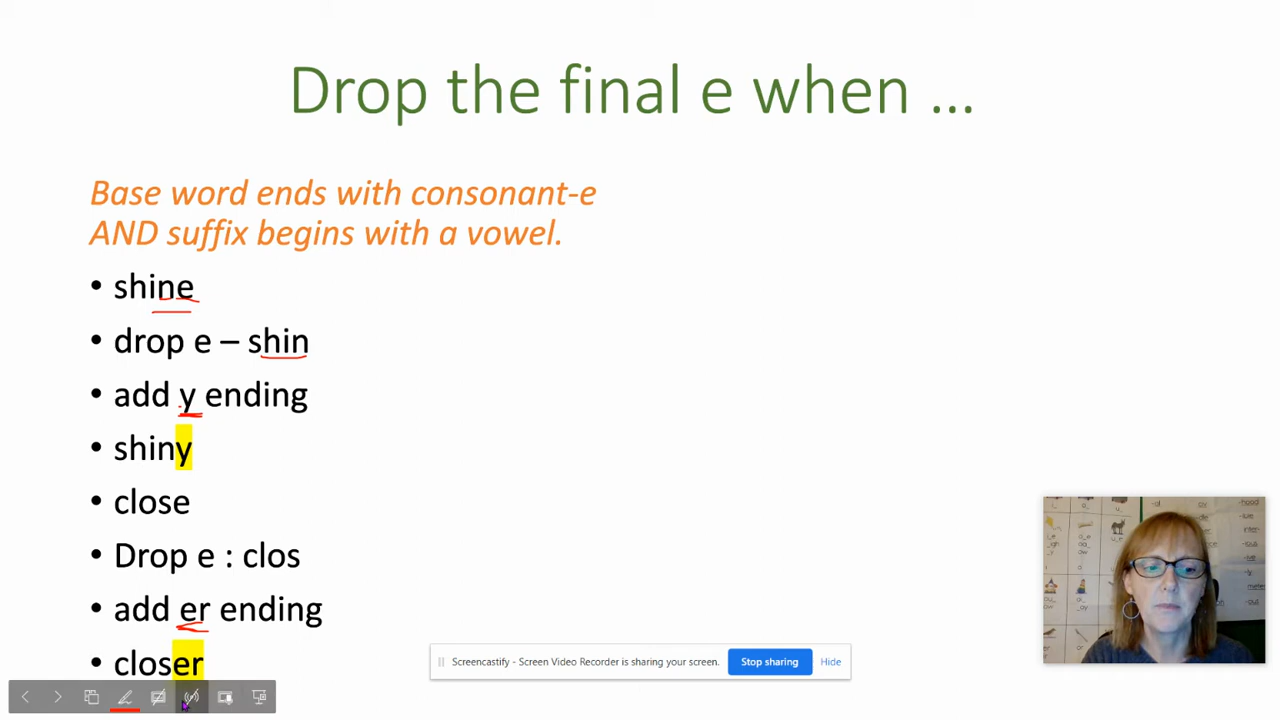 Drop the final e when ...
Base word ends with consonant-e
AND suffix begins with a vowel.
• shine
• drop e – shin
• add y ending
• shiny
• close
• Drop e : clos
• add er ending
• closer
Screencastify - Screen Video Recorder is sharing your screen.
Stop sharing
Hide